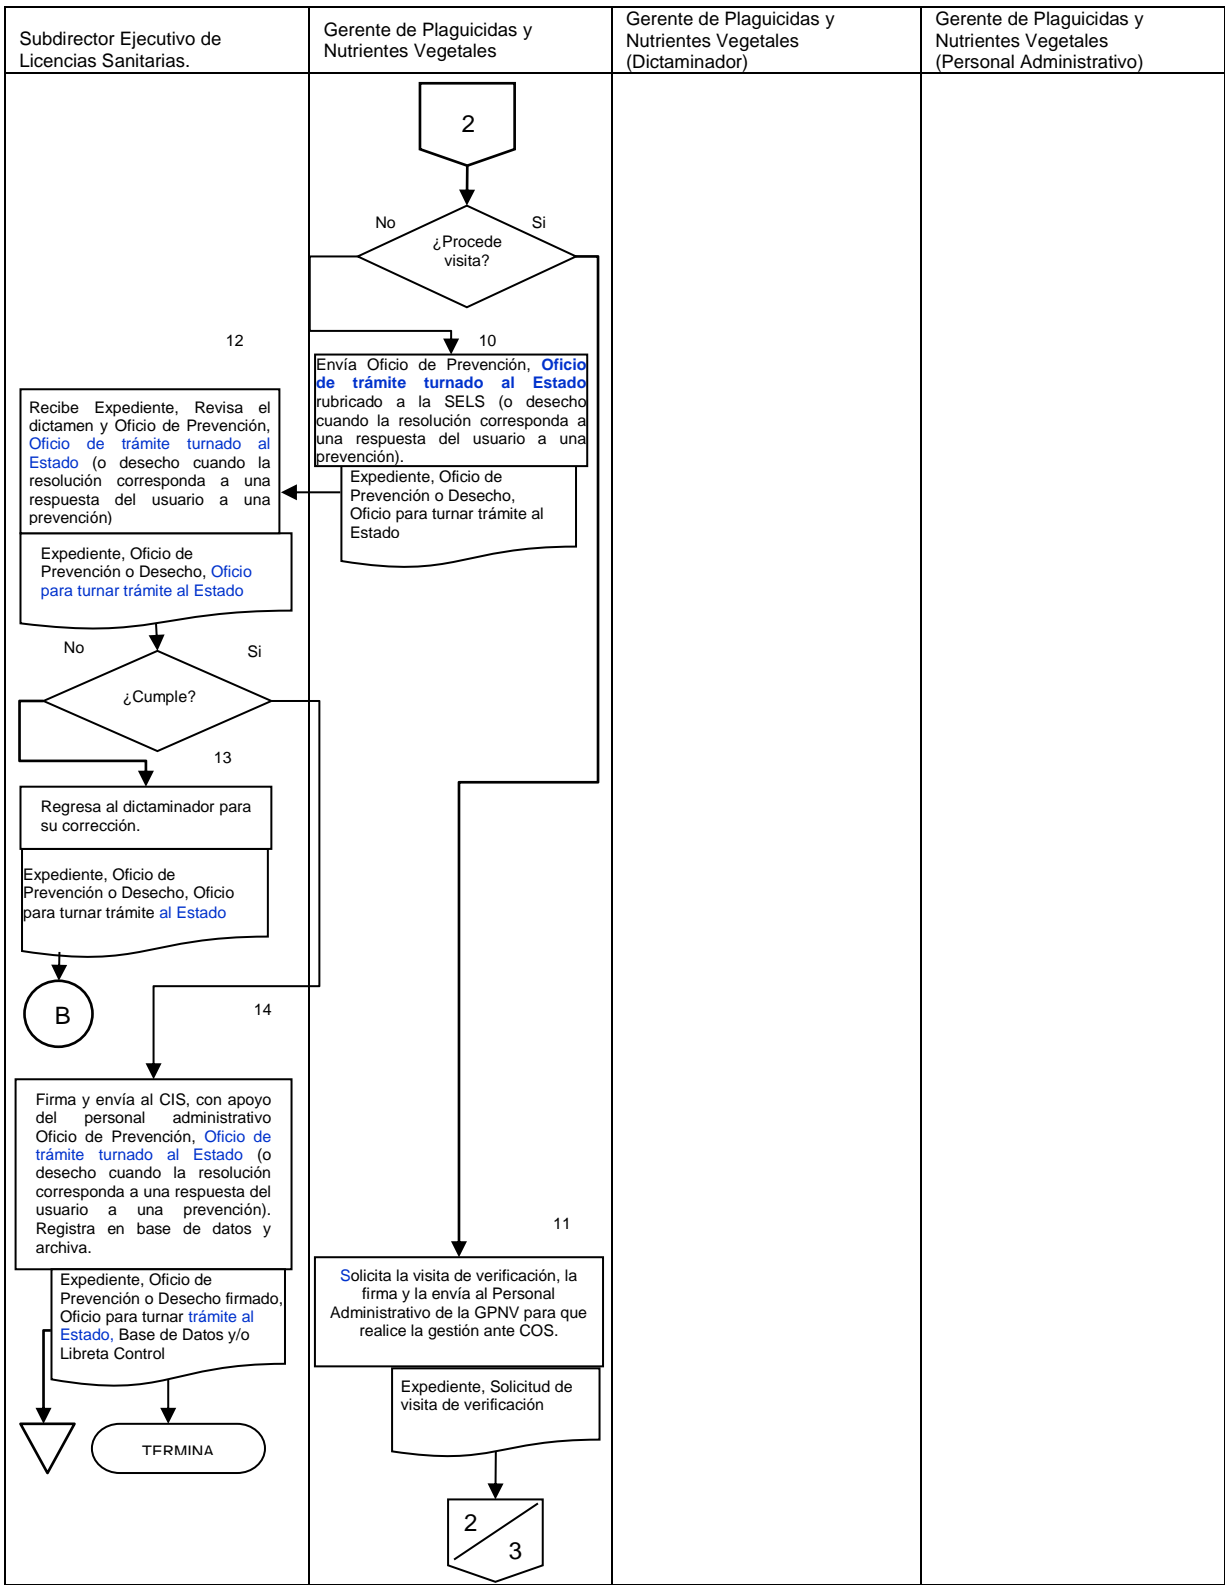 Subdirector Ejecutivo de
Licencias Sanitarias.
Gerente de Plaguicidas y
Nutrientes Vegetales
Gerente de Plaguicidas y
Nutrientes Vegetales
(Dictaminador)
Gerente de Plaguicidas y
Nutrientes Vegetales
(Personal Administrativo)
2
No
Si
¿Procede
visita?
10
Envía Oficio de Prevención, Oficio
de trámite turnado al Estado
rubricado a la SELS (o desecho
cuando la resolución corresponda a
una respuesta del usuario a una
prevención).
Expediente, Oficio de
Prevención o Desecho,
Oficio para turnar trámite al
Estado
12
Recibe Expediente, Revisa el
dictamen y Oficio de Prevención,
Oficio de trámite turnado al
Estado (o desecho cuando la
resolución corresponda a una
respuesta del usuario a una
prevención)
Expediente, Oficio de
Prevención o Desecho, Oficio
para turnar trámite al Estado
No
Si
¿Cumple?
13
Regresa al dictaminador para
su corrección.
Expediente, Oficio de
Prevención o Desecho, Oficio
para turnar trámite al Estado
B
14
Firma y envía al CIS, con apoyo
del personal administrativo
Oficio de Prevención, Oficio de
trámite turnado al Estado (o
desecho cuando la resolución
corresponda a una respuesta del
usuario a una prevención).
Registra en base de datos y
archiva.
Expediente, Oficio de
Prevención o Desecho firmado,
Oficio para turnar trámite al
Estado, Base de Datos y/o
Libreta Control
TERMINA
11
Solicita la visita de verificación, la
firma y la envía al Personal
Administrativo de la GPNV para que
realice la gestión ante COS.
Expediente, Solicitud de
visita de verificación
2
3